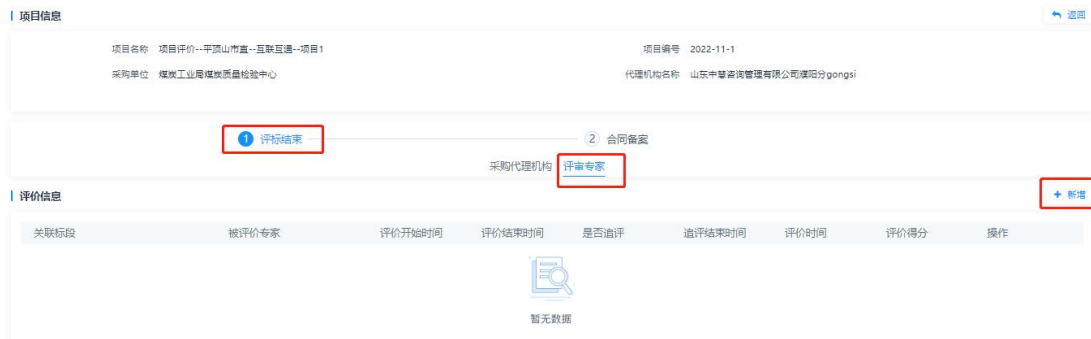 项目信息 返回
项目名称 项目评价--平顶山市直--互联互通--项目1 项目编号 2022-11-1
采购单位 煤炭工业局煤炭质量检验中心 代理机构名称 山东中慧咨询管理有限公司濮阳分gongsi
1 评标结束 2 合同备案
采购代理机构 评审专家
评价信息 + 新增
关联标段 被评价专家 评价开始时间 评价结束时间 是否追评 追评结束时间 评价时间 评价得分 操作
暂无数据